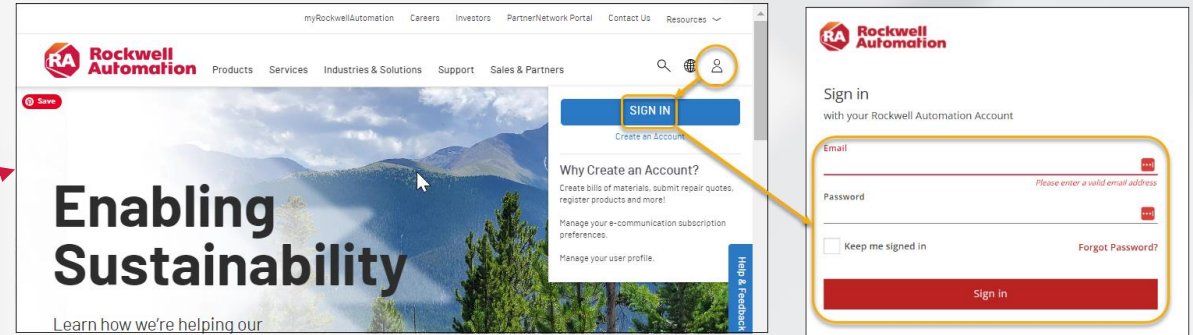 myRockwellAutomation Careers Investors PartnerNetwork Portal Contact Us Resources
RA Rockwell Automation
Products Services Industries & Solutions Support Sales & Partners
Save
SIGN IN
Create an Account
Why Create an Account?
Create bills of materials, submit repair quotes,
register products and more!
Manage your e-communication subscription
preferences.
Manage your user profile.
Enabling
Sustainability
Learn how we're helping our
Help & Feedback
RA Rockwell Automation
Sign in
with your Rockwell Automation Account
Email
Please enter a valid email address
Password
Keep me signed in Forgot Password?
Sign in